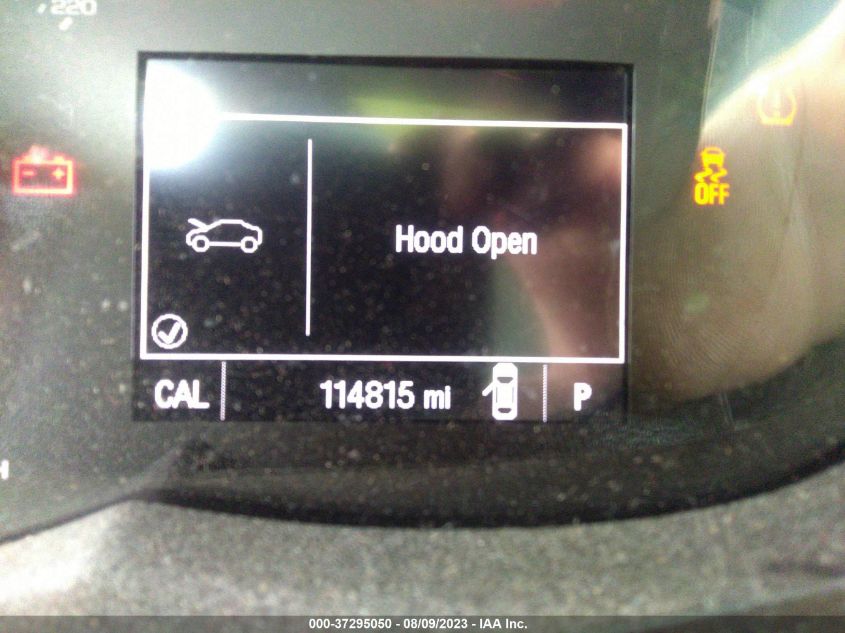 220
Hood Open
OFF
CAL 114815 mi P
H
000-37295050 - 08/09/2023 - IAA Inc.